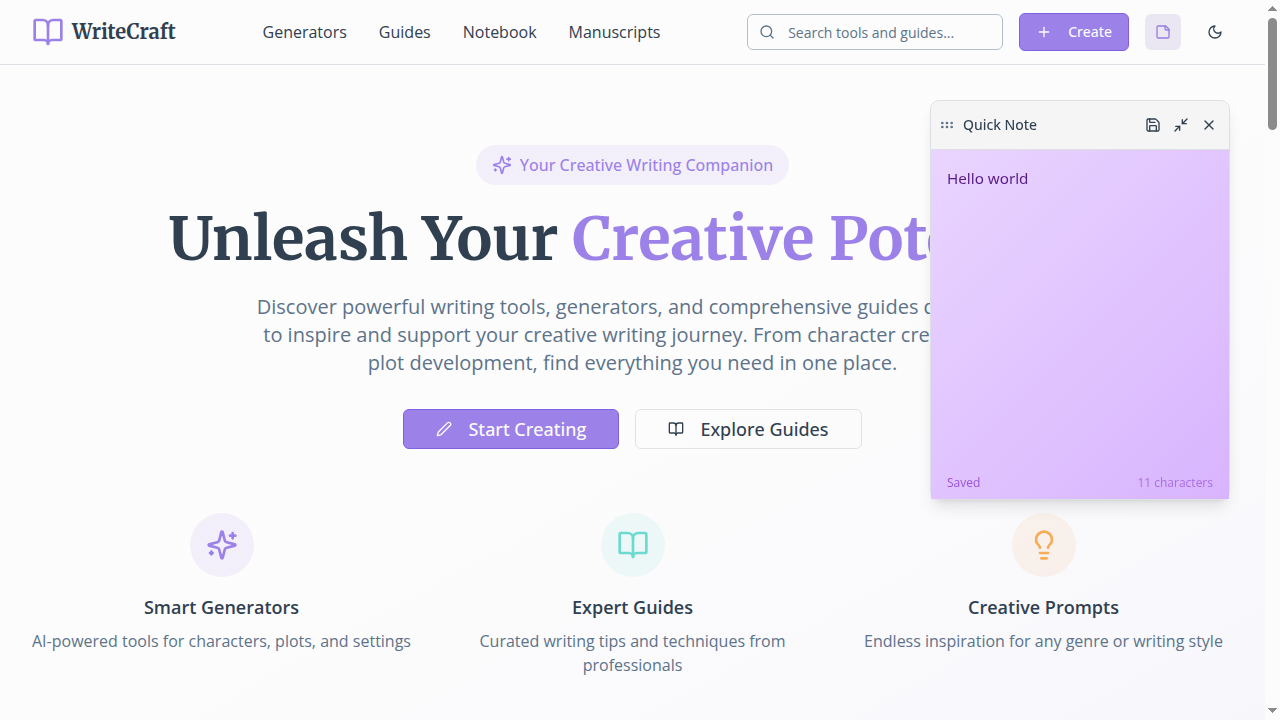 WriteCraft
Generators
Guides
Notebook
Manuscripts
Search tools and guides...
Create
Quick Note
Hello world
Saved
11 characters
Your Creative Writing Companion
Unleash Your Creative Pot
Discover powerful writing tools, generators, and comprehensive guides
to inspire and support your creative writing journey. From character cre
plot development, find everything you need in one place.
Start Creating
Explore Guides
Smart Generators
AI-powered tools for characters, plots, and settings
Expert Guides
Curated writing tips and techniques from
professionals
Creative Prompts
Endless inspiration for any genre or writing style